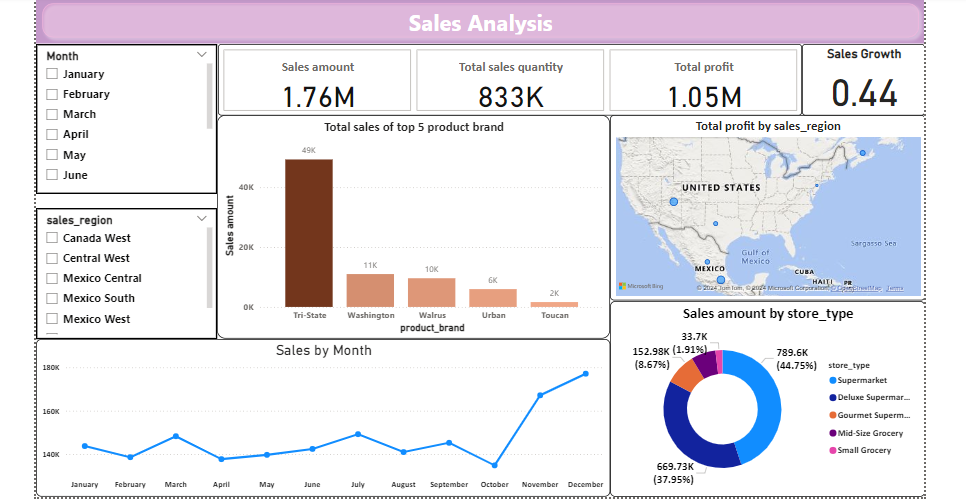 Sales Analysis
Month
January
February
March
April
May
June
sales_region
Canada West
Central West
Mexico Central
Mexico South
Mexico West
Sales amount
1.76M
Total sales quantity
833K
Total profit
1.05M
Sales Growth
0.44
Total sales of top 5 product brand
Sales amount
40K
20K
0K
49K
11K
10K
6K
2K
Tri-State
Washington
Walrus
Urban
Toucan
product_brand
Total profit by sales_region
UNITED STATES
Gulf of
Mexico
Sargasso Sea
MEXICO
CUBA
HAITI
PR
Microsoft Bing
© 2024 TomTom, © 2024 Microsoft Corporation, © OpenStreetMap Terms
Sales by Month
180K
160K
140K
January
February
March
April
May
June
July
August
September
October
November
December
Sales amount by store_type
33.7K
(1.91%)
152.98K
(8.67%)
789.6K
(44.75%)
669.73K
(37.95%)
store_type
Supermarket
Deluxe Supermar...
Gourmet Superm...
Mid-Size Grocery
Small Grocery